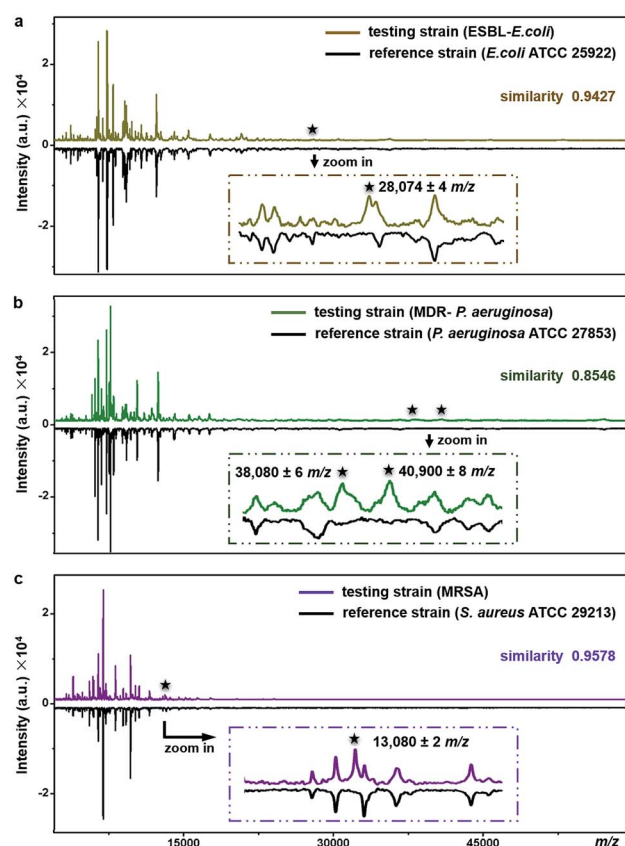 a
testing strain (ESBL-E.coli)
reference strain (E.coli ATCC 25922)
similarity 0.9427
Intensity (a.u.) ×10⁴
2
0
-2
zoom in
28,074 ± 4 m/z
b
testing strain (MDR- P. aeruginosa)
reference strain (P. aeruginosa ATCC 27853)
similarity 0.8546
Intensity (a.u.) ×10⁴
2
0
-2
zoom in
38,080 ± 6 m/z
40,900 ± 8 m/z
c
testing strain (MRSA)
reference strain (S. aureus ATCC 29213)
similarity 0.9578
Intensity (a.u.) ×10⁴
2
0
-2
zoom in
13,080 ± 2 m/z
15000 30000 45000 m/z